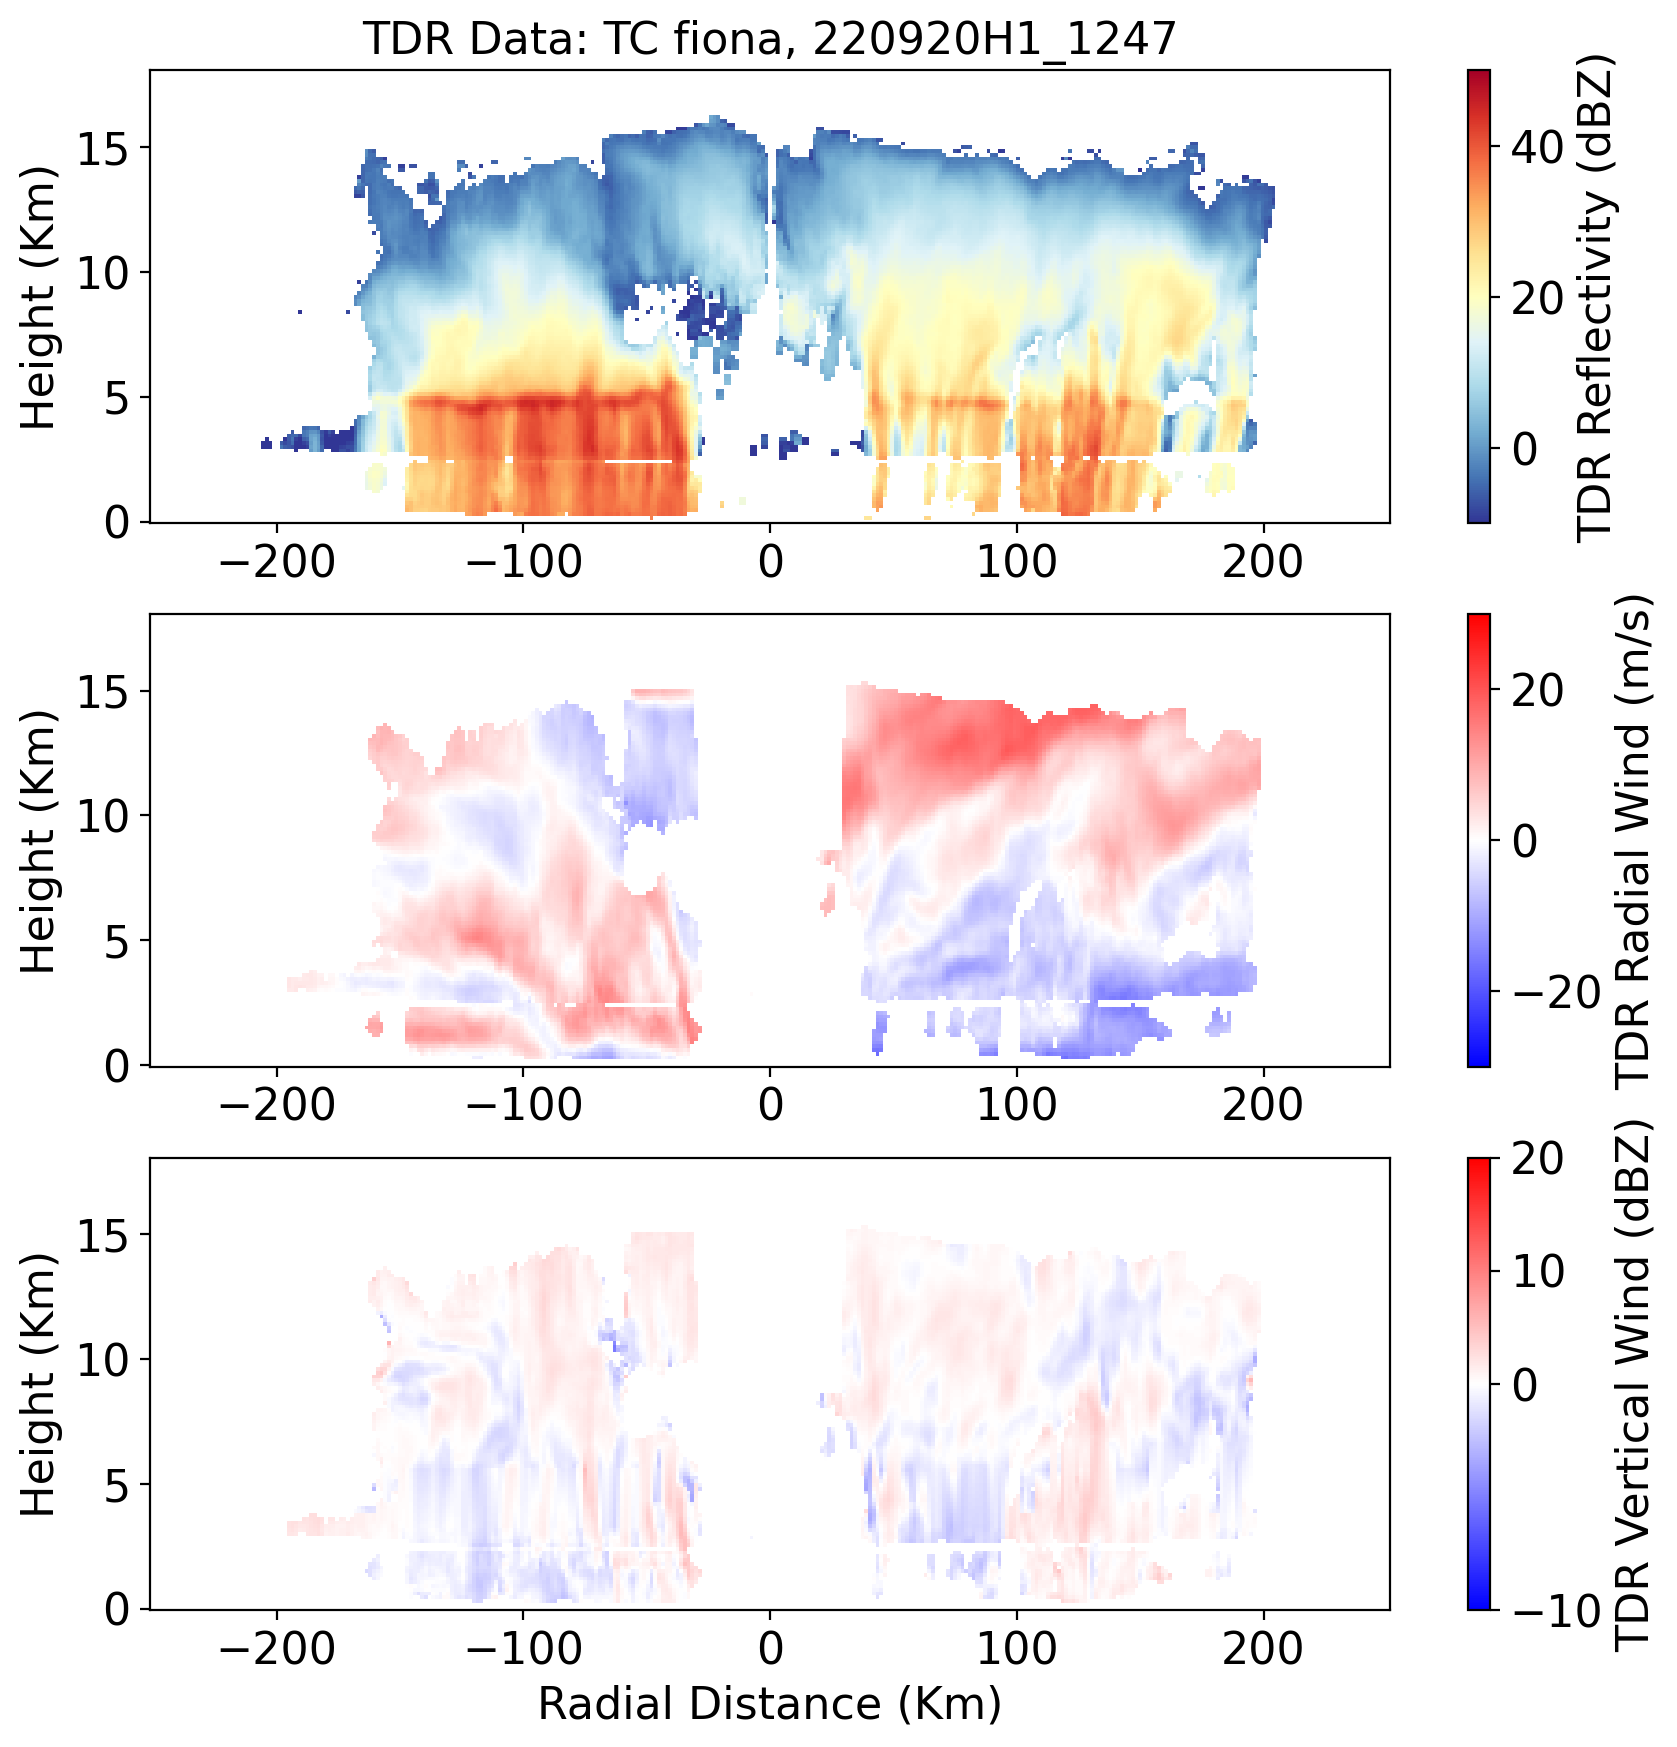 TDR Data: TC fiona, 220920H1_1247
Height (Km)
15
10
5
0
−200 −100 0 100 200
40
20
0
TDR Reflectivity (dBZ)
Height (Km)
15
10
5
0
−200 −100 0 100 200
20
0
−20
TDR Radial Wind (m/s)
Height (Km)
15
10
5
0
−200 −100 0 100 200
Radial Distance (Km)
20
10
0
−10
TDR Vertical Wind (dBZ)